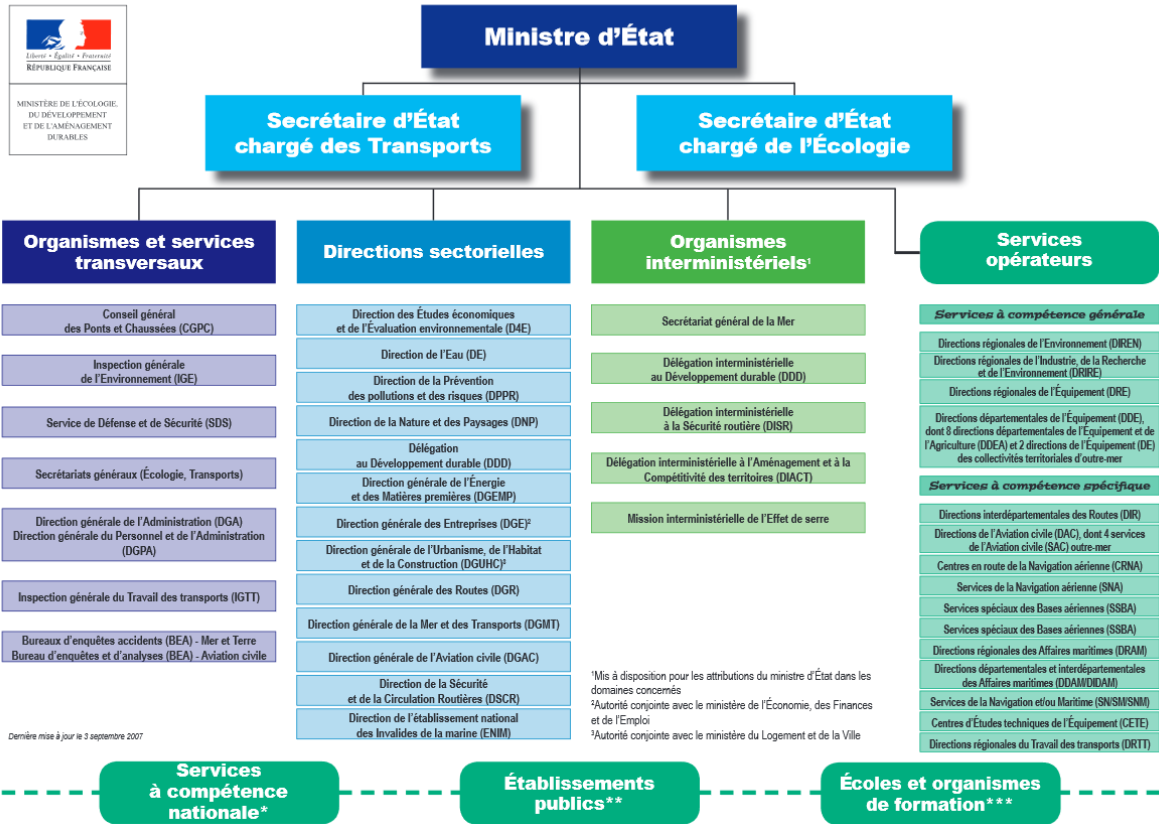 Liberté • Égalité • Fraternité
RÉPUBLIQUE FRANÇAISE
MINISTÈRE DE L'ÉCOLOGIE,
DU DÉVELOPPEMENT
ET DE L'AMÉNAGEMENT
DURABLES
Ministre d'État
Secrétaire d'État
chargé des Transports
Secrétaire d'État
chargé de l'Écologie
Organismes et services
transversaux
Conseil général
des Ponts et Chaussées (CGPC)
Inspection générale
de l'Environnement (IGE)
Service de Défense et de Sécurité (SDS)
Secrétariats généraux (Écologie, Transports)
Direction générale de l'Administration (DGA)
Direction générale du Personnel et de l'Administration
(DGPA)
Inspection générale du Travail des transports (IGTT)
Bureaux d'enquêtes accidents (BEA) - Mer et Terre
Bureau d'enquêtes et d'analyses (BEA) - Aviation civile
Dernière mise à jour le 3 septembre 2007
Directions sectorielles
Direction des Études économiques
et de l'Évaluation environnementale (D4E)
Direction de l'Eau (DE)
Direction de la Prévention
des pollutions et des risques (DPPR)
Direction de la Nature et des Paysages (DNP)
Délégation
au Développement durable (DDD)
Direction générale de l'Énergie
et des Matières premières (DGEMP)
Direction générale des Entreprises (DGE)²
Direction générale de l'Urbanisme, de l'Habitat
et de la Construction (DGUHC)³
Direction générale des Routes (DGR)
Direction générale de la Mer et des Transports (DGMT)
Direction générale de l'Aviation civile (DGAC)
Direction de la Sécurité
et de la Circulation Routières (DSCR)
Direction de l'établissement national
des Invalides de la marine (ENIM)
Organismes
interministériels¹
Secrétariat général de la Mer
Délégation interministérielle
au Développement durable (DDD)
Délégation interministérielle
à la Sécurité routière (DISR)
Délégation interministérielle à l'Aménagement et à la
Compétitivité des territoires (DIACT)
Mission interministérielle de l'Effet de serre
¹Mis à disposition pour les attributions du ministre d'État dans les
domaines concernés
²Autorité conjointe avec le ministère de l'Économie, des Finances
et de l'Emploi
³Autorité conjointe avec le ministère du Logement et de la Ville
Services
opérateurs
Services à compétence générale
Directions régionales de l'Environnement (DIREN)
Directions régionales de l'Industrie, de la Recherche
et de l'Environnement (DRIRE)
Directions régionales de l'Équipement (DRE)
Directions départementales de l'Équipement (DDE),
dont 8 directions départementales de l'Équipement et de
l'Agriculture (DDEA) et 2 directions de l'Équipement (DE)
des collectivités territoriales d'outre-mer
Services à compétence spécifique
Directions interdépartementales des Routes (DIR)
Directions de l'Aviation civile (DAC), dont 4 services
de l'Aviation civile (SAC) outre-mer
Centres en route de la Navigation aérienne (CRNA)
Services de la Navigation aérienne (SNA)
Services spéciaux des Bases aériennes (SSBA)
Services spéciaux des Bases aériennes (SSBA)
Directions régionales des Affaires maritimes (DRAM)
Directions départementales et interdépartementales
des Affaires maritimes (DDAM/DIDAM)
Services de la Navigation et/ou Maritime (SN/SM/SNM)
Centres d'Études techniques de l'Équipement (CETE)
Directions régionales du Travail des transports (DRTT)
Services
à compétence
nationale*
Établissements
publics**
Écoles et organismes
de formation***